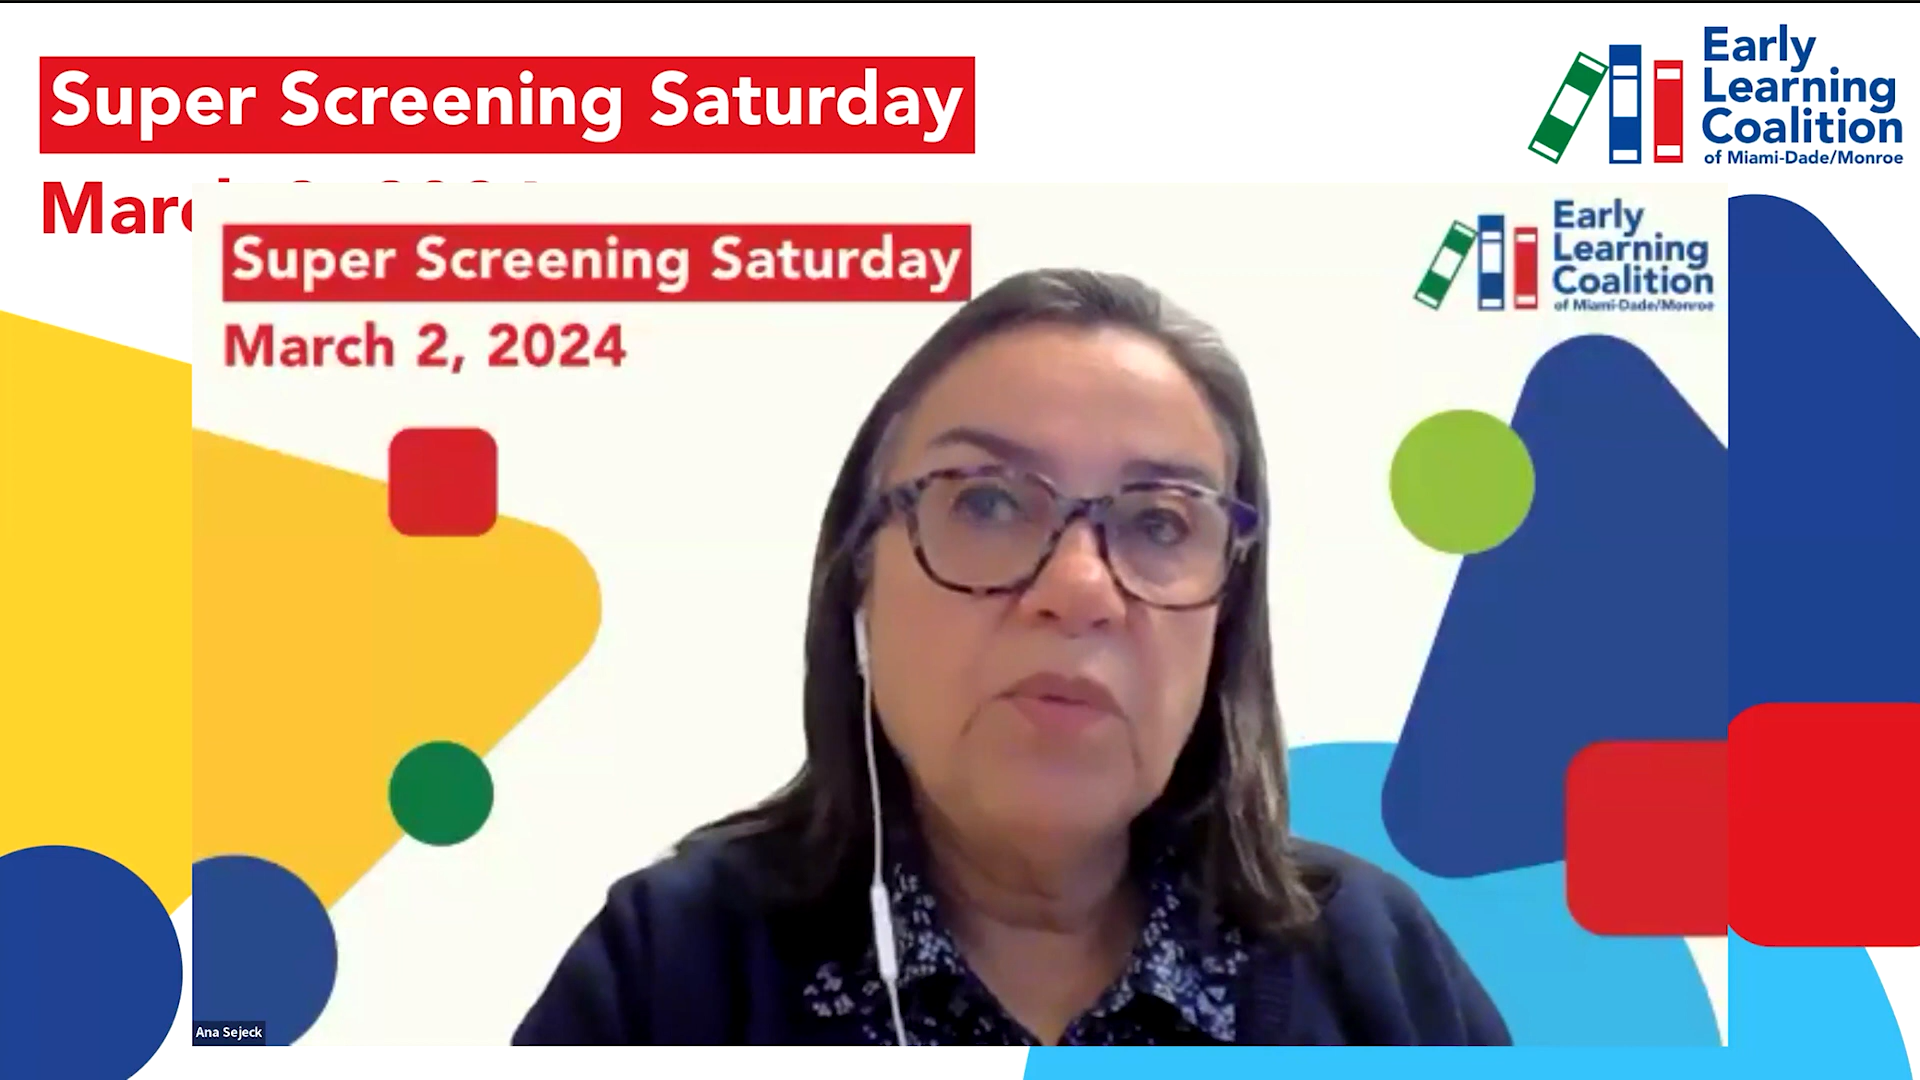 Super Screening Saturday
Early
Learning
Coalition
of Miami-Dade/Monroe
Super Screening Saturday
March 2, 2024
Early
Learning
Coalition
of Miami-Dade/Monroe
Ana Sejeck